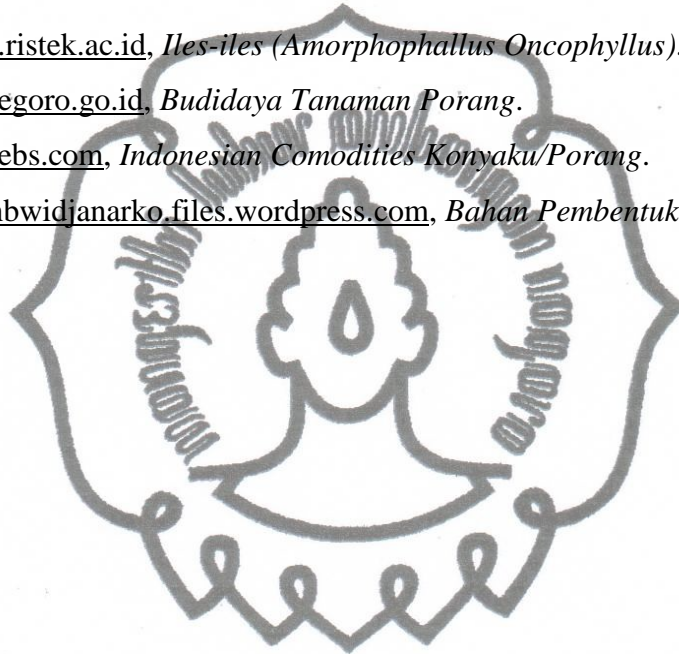 .ristek.ac.id, Iles-iles (Amorphophallus Oncophyllus).
egoro.go.id, Budidaya Tanaman Porang.
ebs.com, Indonesian Comodities Konyaku/Porang.
bwidjanarko.files.wordpress.com, Bahan Pembentuk